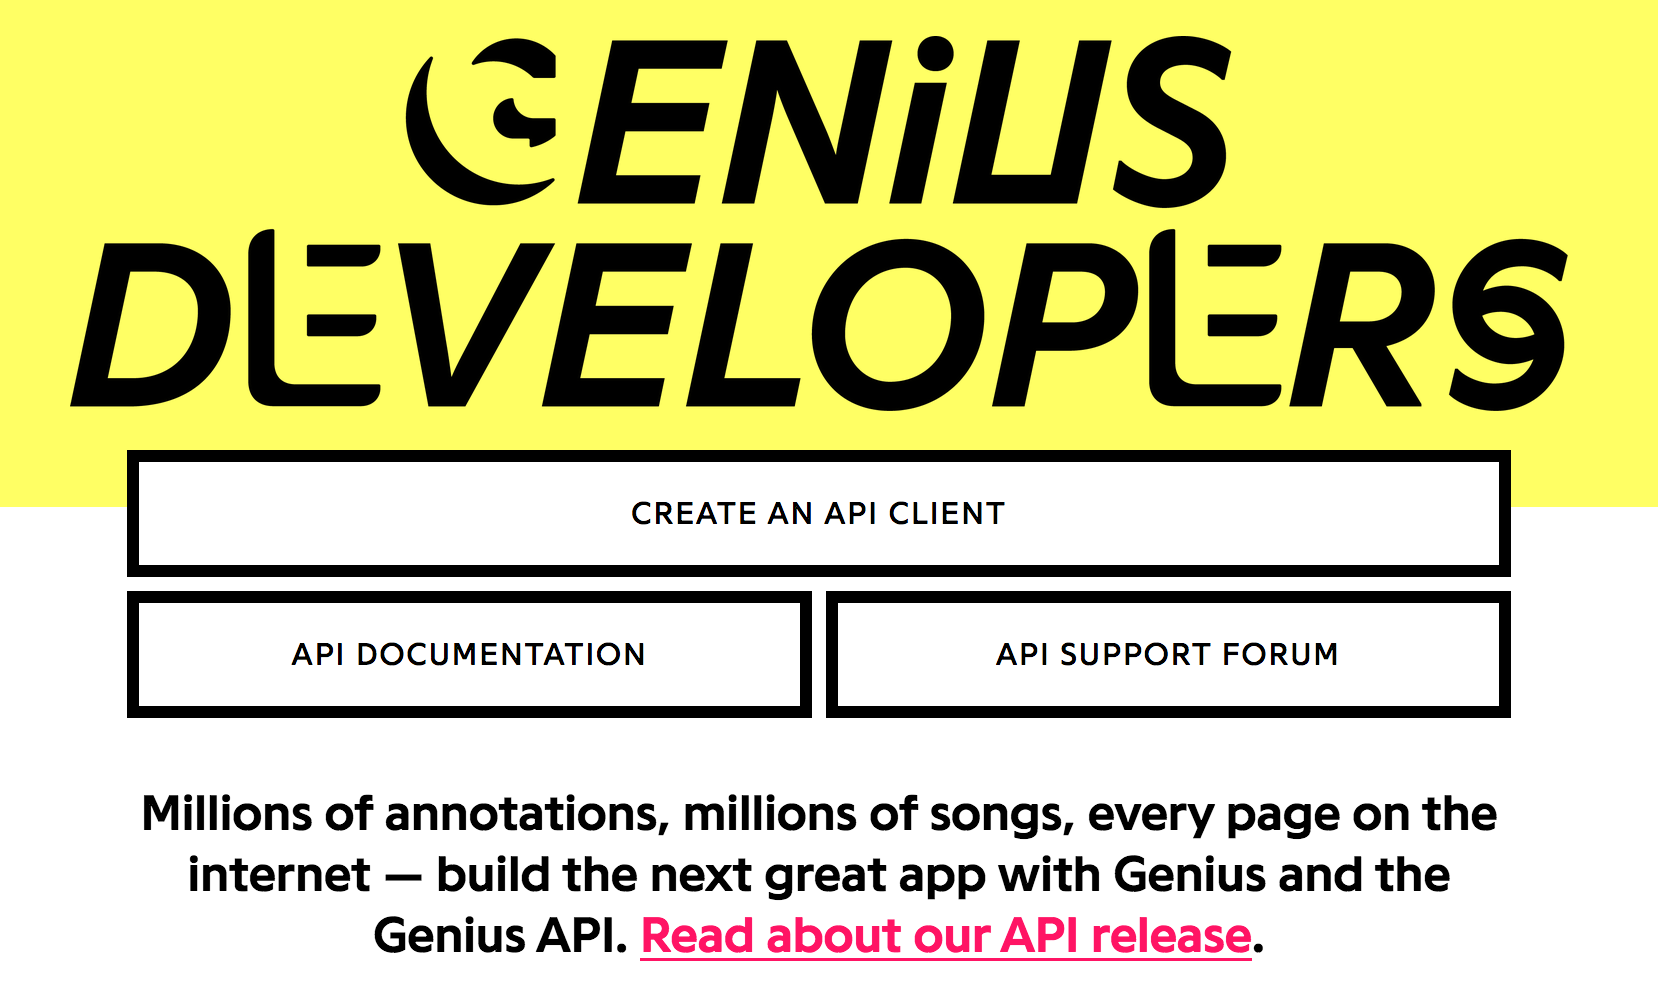 GENiUS
DEVELOPERS
CREATE AN API CLIENT
API DOCUMENTATION
API SUPPORT FORUM
Millions of annotations, millions of songs, every page on the
internet — build the next great app with Genius and the
Genius API. Read about our API release.